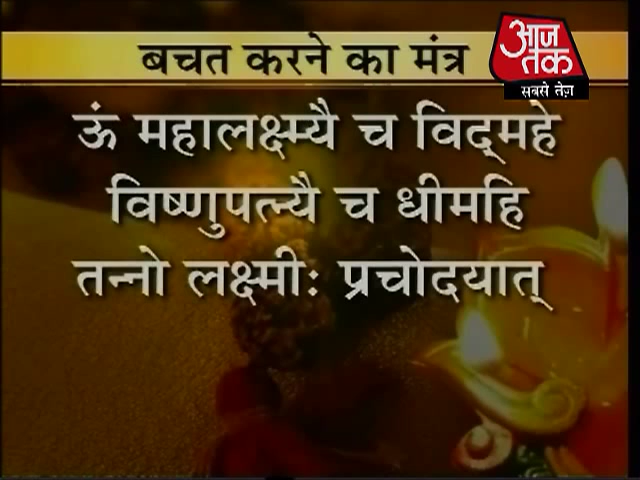 बचत करने का मंत्र
आज
तक
सबसे तेज़
ऊं महालक्ष्म्यै च विद्‌महे
विष्णुपत्न्यै च धीमहि
तन्नो लक्ष्मीः प्रचोदयात्